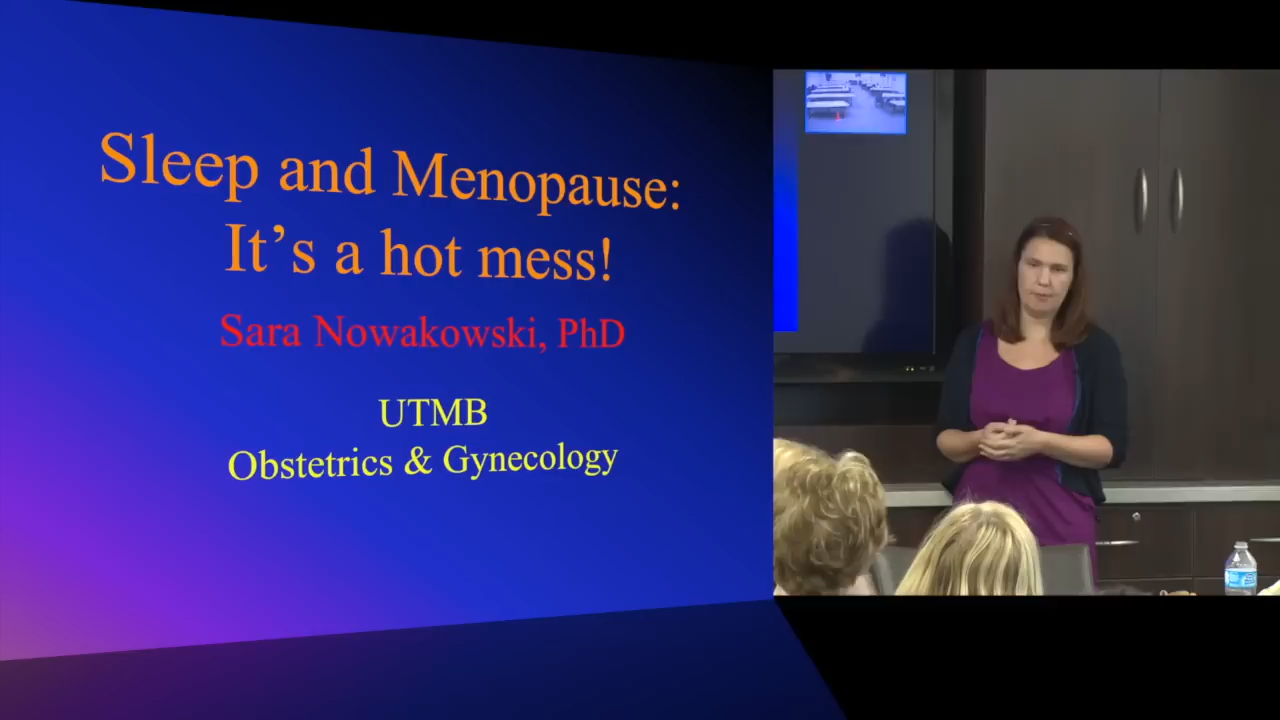 Sleep and Menopause:
It's a hot mess!
Sara Nowakowski, PhD
UTMB
Obstetrics & Gynecology